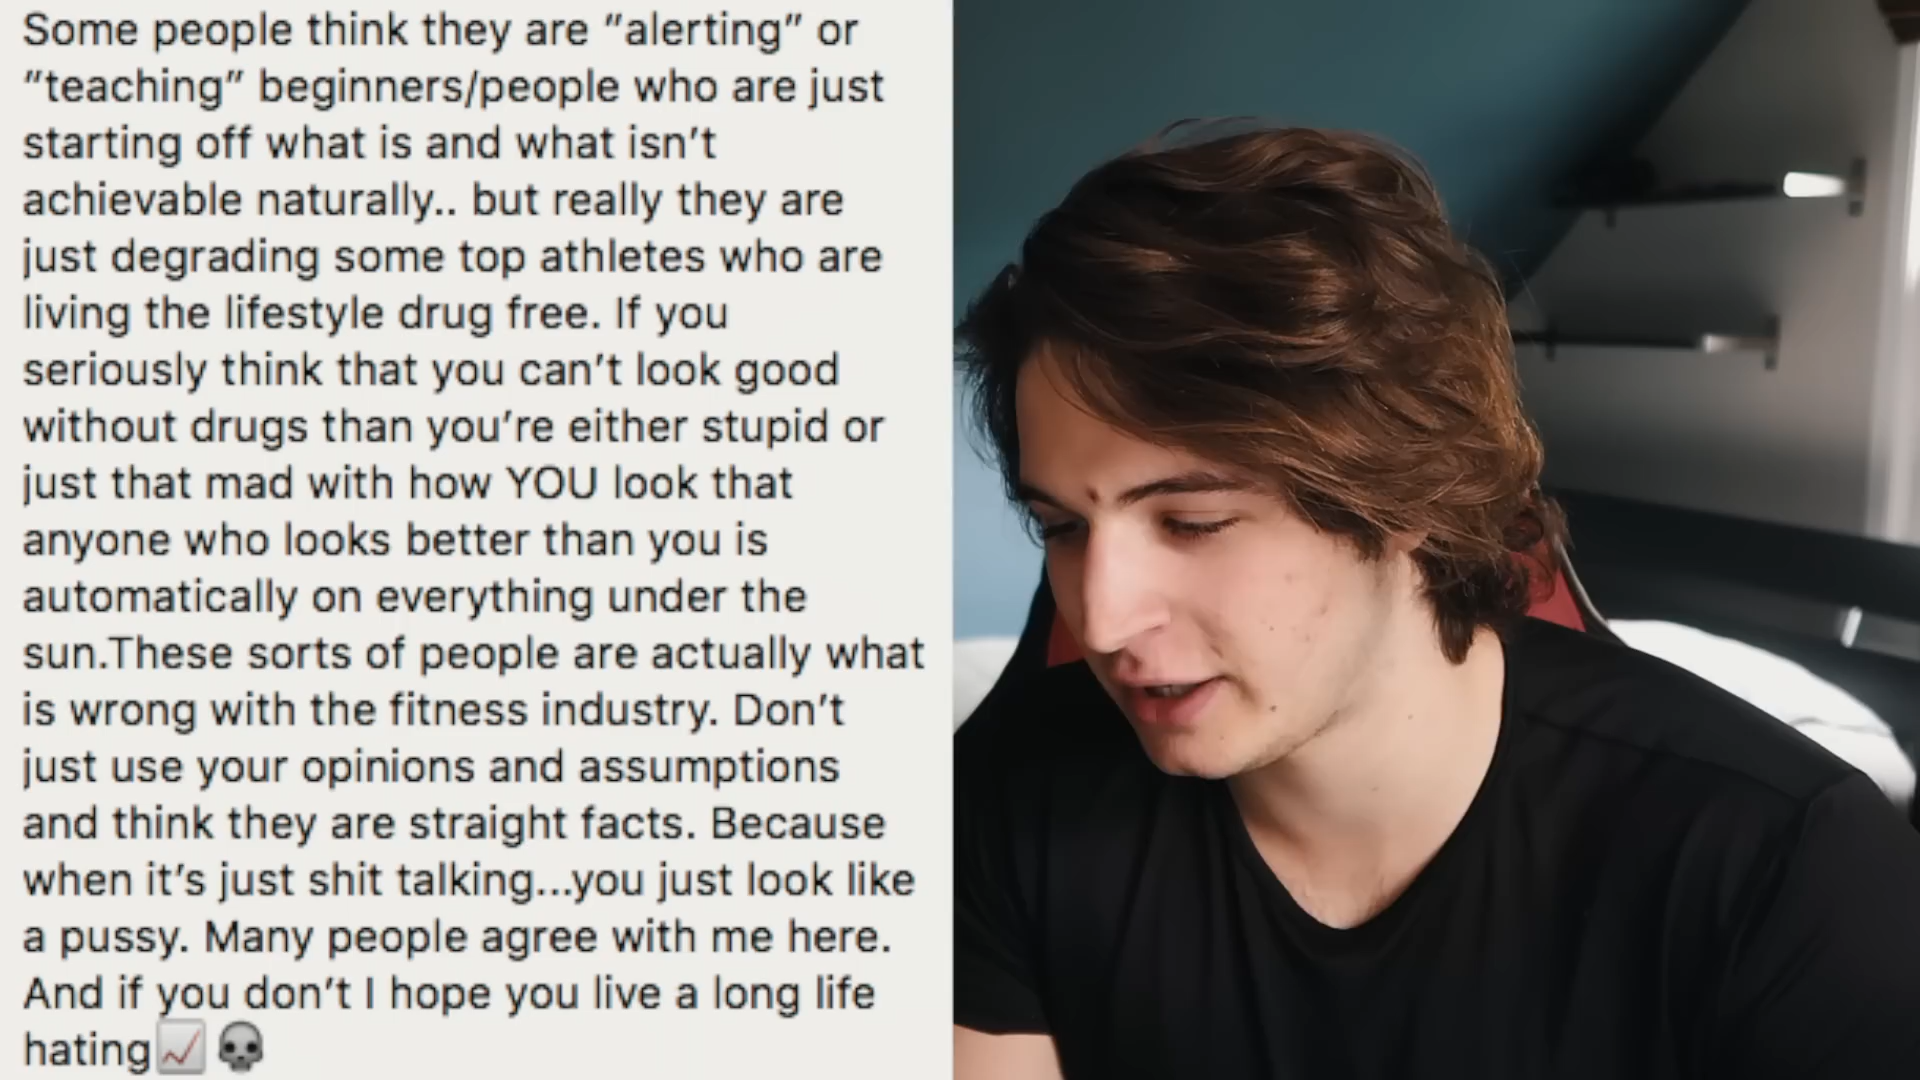 Some people think they are “alerting” or
“teaching” beginners/people who are just
starting off what is and what isn’t
achievable naturally.. but really they are
just degrading some top athletes who are
living the lifestyle drug free. If you
seriously think that you can’t look good
without drugs than you’re either stupid or
just that mad with how YOU look that
anyone who looks better than you is
automatically on everything under the
sun.These sorts of people are actually what
is wrong with the fitness industry. Don’t
just use your opinions and assumptions
and think they are straight facts. Because
when it’s just shit talking...you just look like
a pussy. Many people agree with me here.
And if you don’t I hope you live a long life
hating📈💀